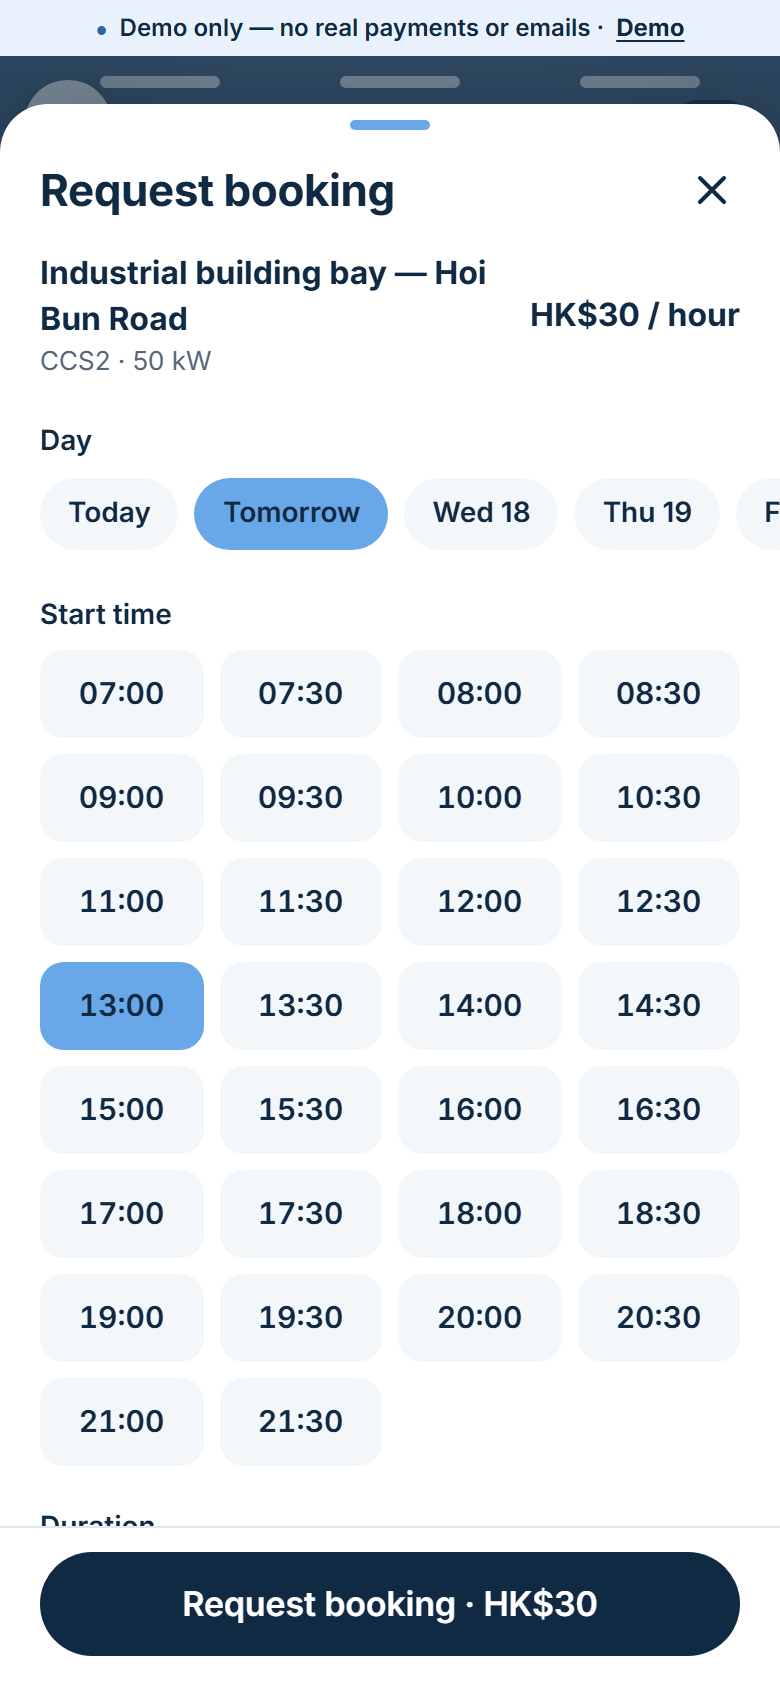 Demo only — no real payments or emails · Demo
Request booking
Industrial building bay — Hoi
Bun Road
HK$30 / hour
CCS2 · 50 kW
Day
Today Tomorrow Wed 18 Thu 19 F
Start time
07:00 07:30 08:00 08:30
09:00 09:30 10:00 10:30
11:00 11:30 12:00 12:30
13:00 13:30 14:00 14:30
15:00 15:30 16:00 16:30
17:00 17:30 18:00 18:30
19:00 19:30 20:00 20:30
21:00 21:30
Duration
Request booking · HK$30